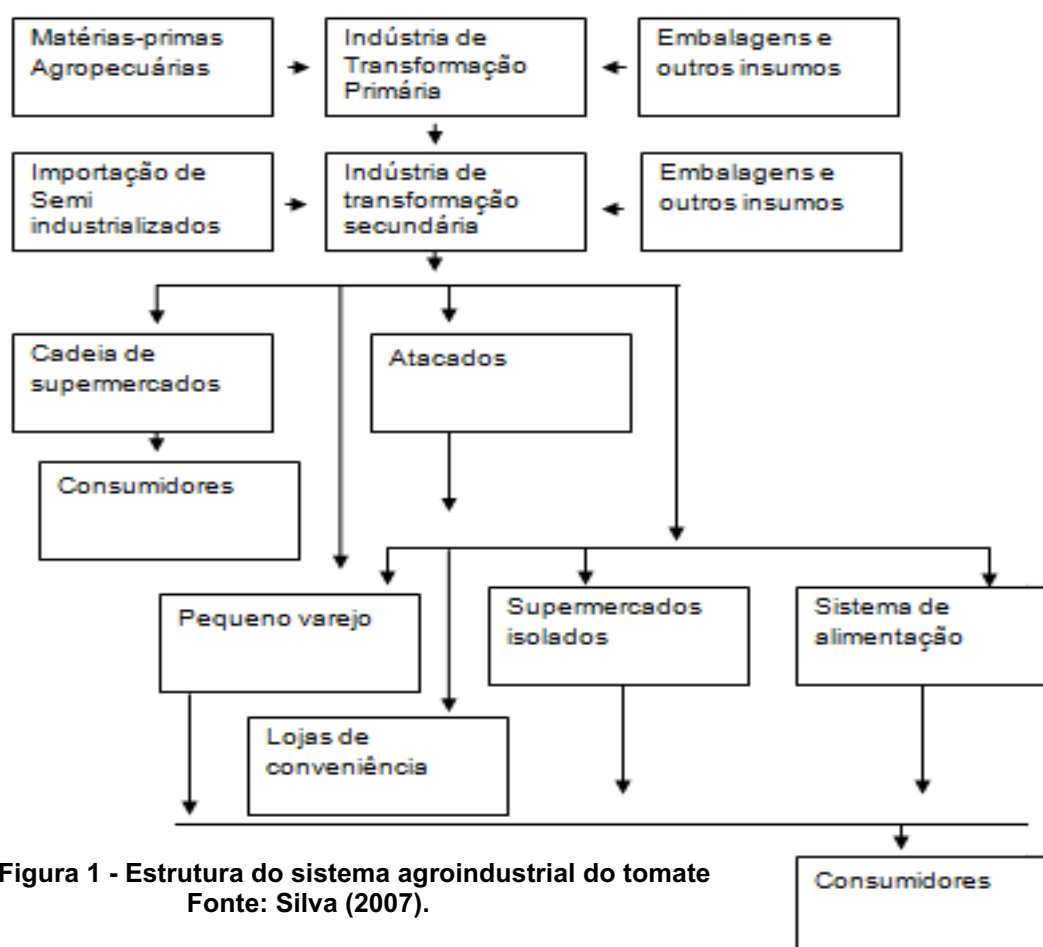 Matérias-primas
Agropecuárias
Indústria de
Transformação
Primária
Embalagens e
outros insumos
Importação de
Semi
industrializados
Indústria de
transformação
secundária
Embalagens e
outros insumos
Cadeia de
supermercados
Atacados
Consumidores
Pequeno varejo
Supermercados
isolados
Sistema de
alimentação
Lojas de
conveniência
Consumidores
Figura 1 - Estrutura do sistema agroindustrial do tomate
Fonte: Silva (2007).